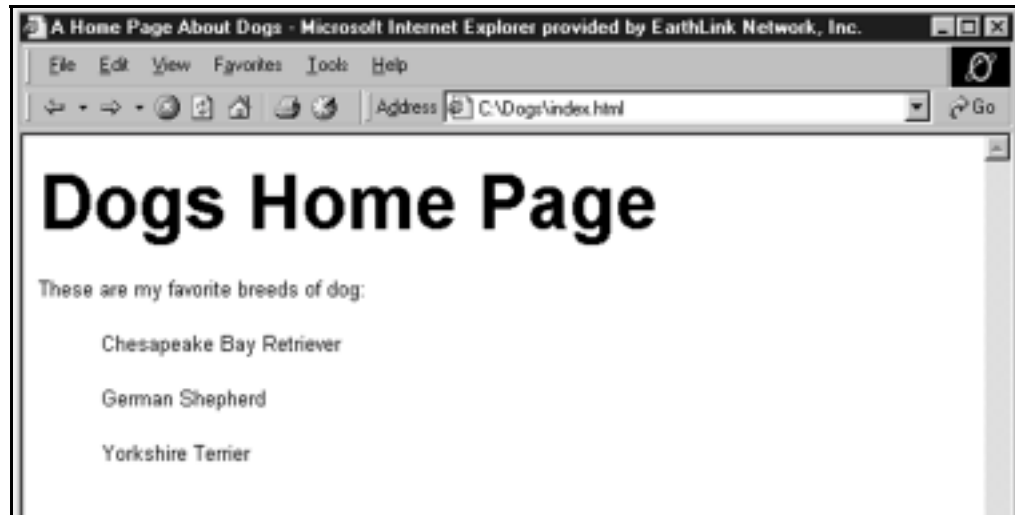 A Home Page About Dogs - Microsoft Internet Explorer provided by EarthLink Network, Inc.
File Edit View Favorites Tools Help
Address C:\Dogs\index.html Go
Dogs Home Page
These are my favorite breeds of dog:
Chesapeake Bay Retriever
German Shepherd
Yorkshire Terrier